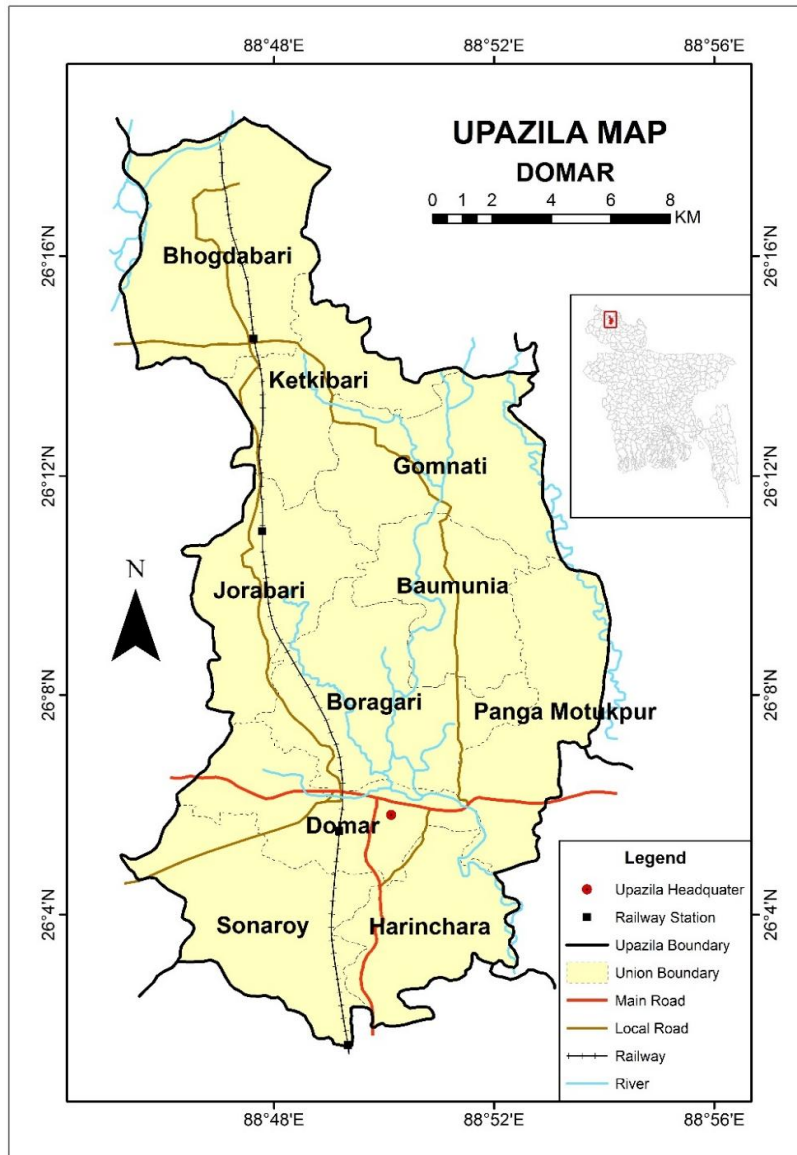 88°48'E 88°52'E 88°56'E
UPAZILA MAP
DOMAR
0 1 2 4 6 8
KM
26°16'N 26°16'N
Bhogdabari
Ketkibari
Gomnati
26°12'N 26°12'N
N
Jorabari
Baumunia
26°8'N 26°8'N
Boragari
Panga Motukpur
Domar
Sonaroy
Harinchara
26°4'N 26°4'N
Legend
Upazila Headquater
Railway Station
Upazila Boundary
Union Boundary
Main Road
Local Road
Railway
River
88°48'E 88°52'E 88°56'E